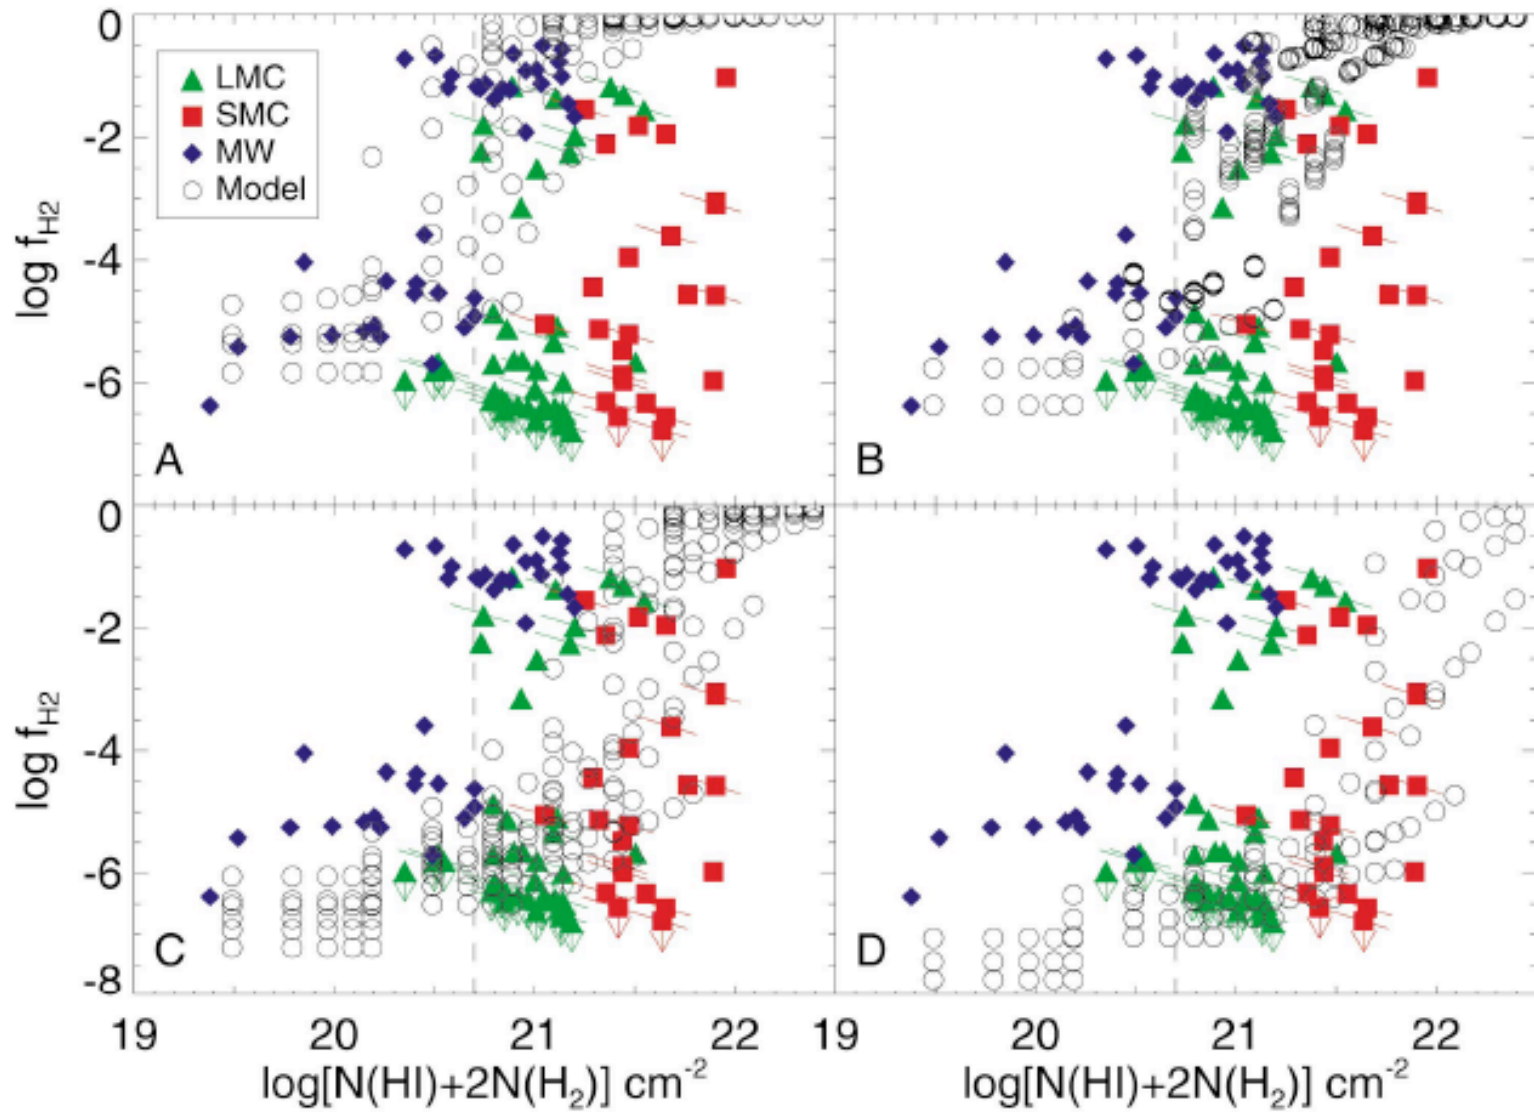 0
-2
-4
-6
log f_H2
LMC
SMC
MW
Model
A
B
0
-2
-4
-6
-8
log f_H2
C
D
19 20 21 22 19 20 21 22
log[N(HI)+2N(H₂)] cm⁻² log[N(HI)+2N(H₂)] cm⁻²